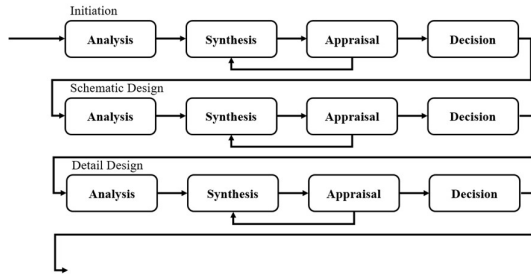 Initiation
Analysis Synthesis Appraisal Decision
Schematic Design
Analysis Synthesis Appraisal Decision
Detail Design
Analysis Synthesis Appraisal Decision